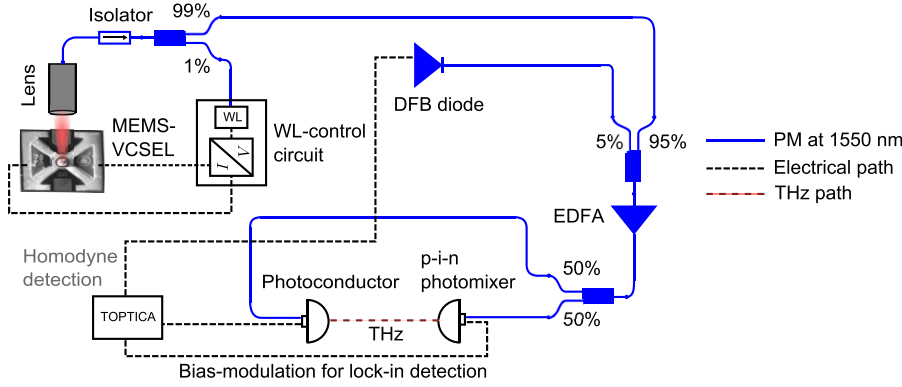 Isolator
99%
1%
Lens
MEMS-
VCSEL
WL
I
V
WL-control
circuit
DFB diode
5%
95%
PM at 1550 nm
Electrical path
THz path
EDFA
Homodyne
detection
Photoconductor
p-i-n
photomixer
50%
50%
TOPTICA
THz
Bias-modulation for lock-in detection